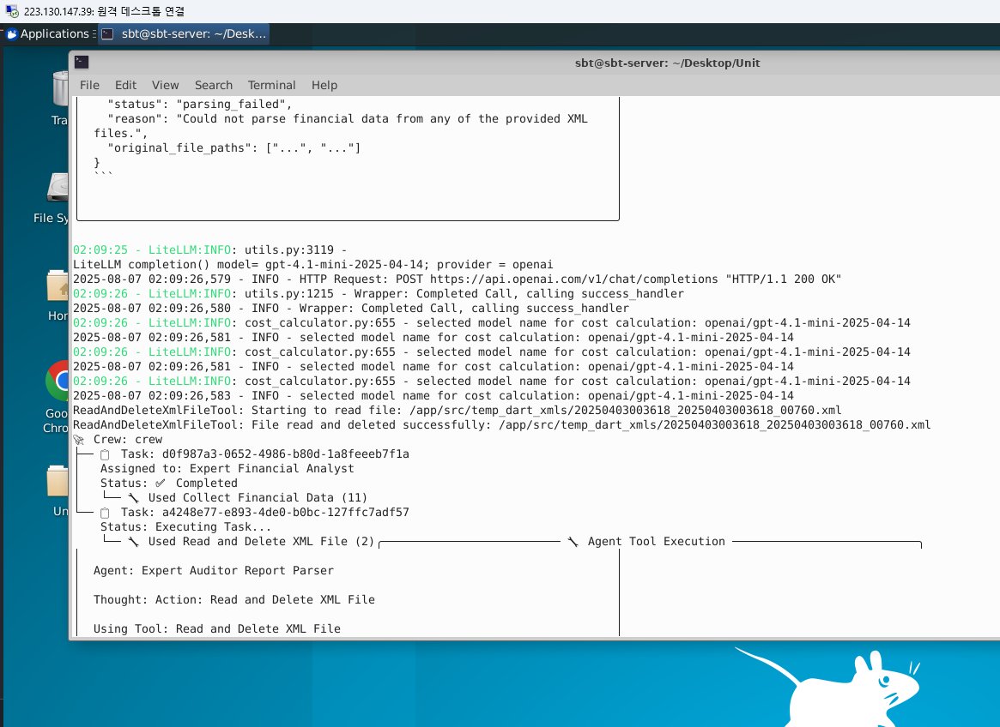 223.130.147.39: 원격 데스크톱 연결
Applications
sbt@sbt-server: ~/Desk...
sbt@sbt-server: ~/Desktop/Unit
File Edit View Search Terminal Help
Tra
File Sy
Hor
Goo
Chro
Un
"status": "parsing_failed",
"reason": "Could not parse financial data from any of the provided XML
files.",
"original_file_paths": ["...", "..."]
}
```
02:09:25 - LiteLLM:INFO: utils.py:3119 -
LiteLLM completion() model= gpt-4.1-mini-2025-04-14; provider = openai
2025-08-07 02:09:26,579 - INFO - HTTP Request: POST https://api.openai.com/v1/chat/completions "HTTP/1.1 200 OK"
02:09:26 - LiteLLM:INFO: utils.py:1215 - Wrapper: Completed Call, calling success_handler
2025-08-07 02:09:26,580 - INFO - Wrapper: Completed Call, calling success_handler
02:09:26 - LiteLLM:INFO: cost_calculator.py:655 - selected model name for cost calculation: openai/gpt-4.1-mini-2025-04-14
2025-08-07 02:09:26,581 - INFO - selected model name for cost calculation: openai/gpt-4.1-mini-2025-04-14
02:09:26 - LiteLLM:INFO: cost_calculator.py:655 - selected model name for cost calculation: openai/gpt-4.1-mini-2025-04-14
2025-08-07 02:09:26,581 - INFO - selected model name for cost calculation: openai/gpt-4.1-mini-2025-04-14
02:09:26 - LiteLLM:INFO: cost_calculator.py:655 - selected model name for cost calculation: openai/gpt-4.1-mini-2025-04-14
2025-08-07 02:09:26,583 - INFO - selected model name for cost calculation: openai/gpt-4.1-mini-2025-04-14
ReadAndDeleteXmlFileTool: Starting to read file: /app/src/temp_dart_xmls/20250403003618_20250403003618_00760.xml
ReadAndDeleteXmlFileTool: File read and deleted successfully: /app/src/temp_dart_xmls/20250403003618_20250403003618_00760.xml
🚀 Crew: crew
📋 Task: d0f987a3-0652-4986-b80d-1a8feeeb7f1a
Assigned to: Expert Financial Analyst
Status: ✅ Completed
🔧 Used Collect Financial Data (11)
📋 Task: a4248e77-e893-4de0-b0bc-127ffc7adf57
Status: Executing Task...
🔧 Used Read and Delete XML File (2) 🔧 Agent Tool Execution
Agent: Expert Auditor Report Parser
Thought: Action: Read and Delete XML File
Using Tool: Read and Delete XML File